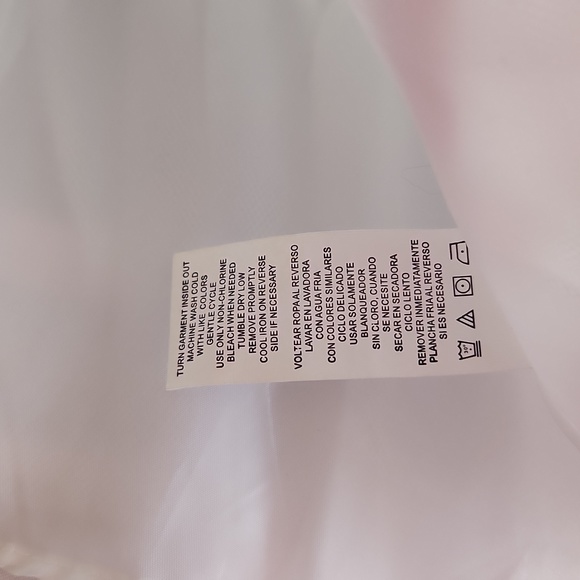 TURN GARMENT INSIDE OUT
MACHINE WASH COLD
WITH LIKE COLORS
GENTLE CYCLE
USE ONLY NON-CHLORINE
BLEACH WHEN NEEDED
TUMBLE DRY LOW
REMOVE PROMPTLY
COOL IRON ON REVERSE
SIDE IF NECESSARY
VOLTEAR ROPA AL REVERSO
LAVAR EN LAVADORA
CON AGUA FRIA
CON COLORES SIMILARES
CICLO DELICADO
USAR SOLAMENTE
BLANQUEADOR
SIN CLORO, CUANDO
SE NECESITE
SECAR EN SECADORA
CICLO LENTO
REMOVER INMEDIATAMENTE
PLANCHA FRIA AL REVERSO
SI ES NECESARIO